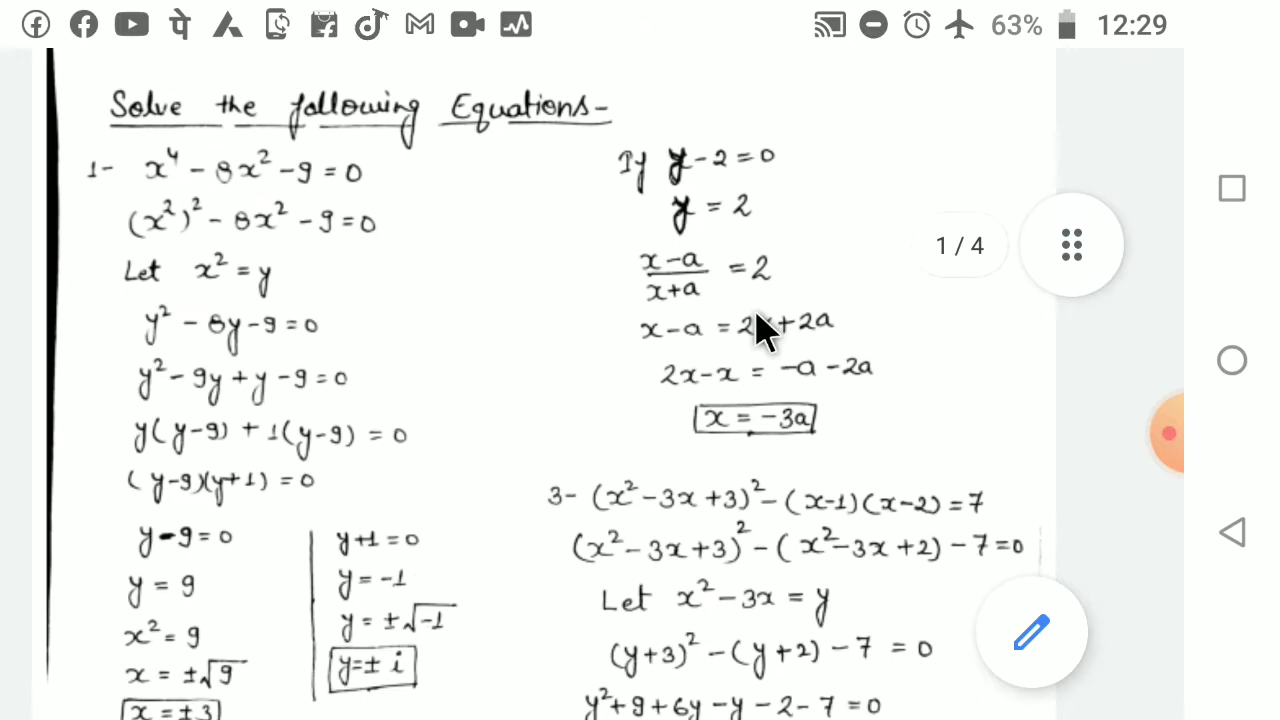 63% 12:29
Solve the following Equations-
1- x⁴ - 8x² - 9 = 0
(x²)² - 8x² - 9 = 0
Let x² = y
y² - 8y - 9 = 0
y² - 9y + y - 9 = 0
y(y-9) + 1(y-9) = 0
(y-9)(y+1) = 0
y - 9 = 0
y = 9
x² = 9
x = ±√9
x = ±3
y+1 = 0
y = -1
y = ±√-1
y = ± i
If y - 2 = 0
y = 2
x-a/x+a = 2
x - a = 2x + 2a
2x - x = -a - 2a
x = -3a
3- (x² - 3x + 3)² - (x-1)(x-2) = 7
(x² - 3x + 3)² - (x² - 3x + 2) - 7 = 0
Let x² - 3x = y
(y+3)² - (y+2) - 7 = 0
y² + 9 + 6y - y - 2 - 7 = 0
1 / 4